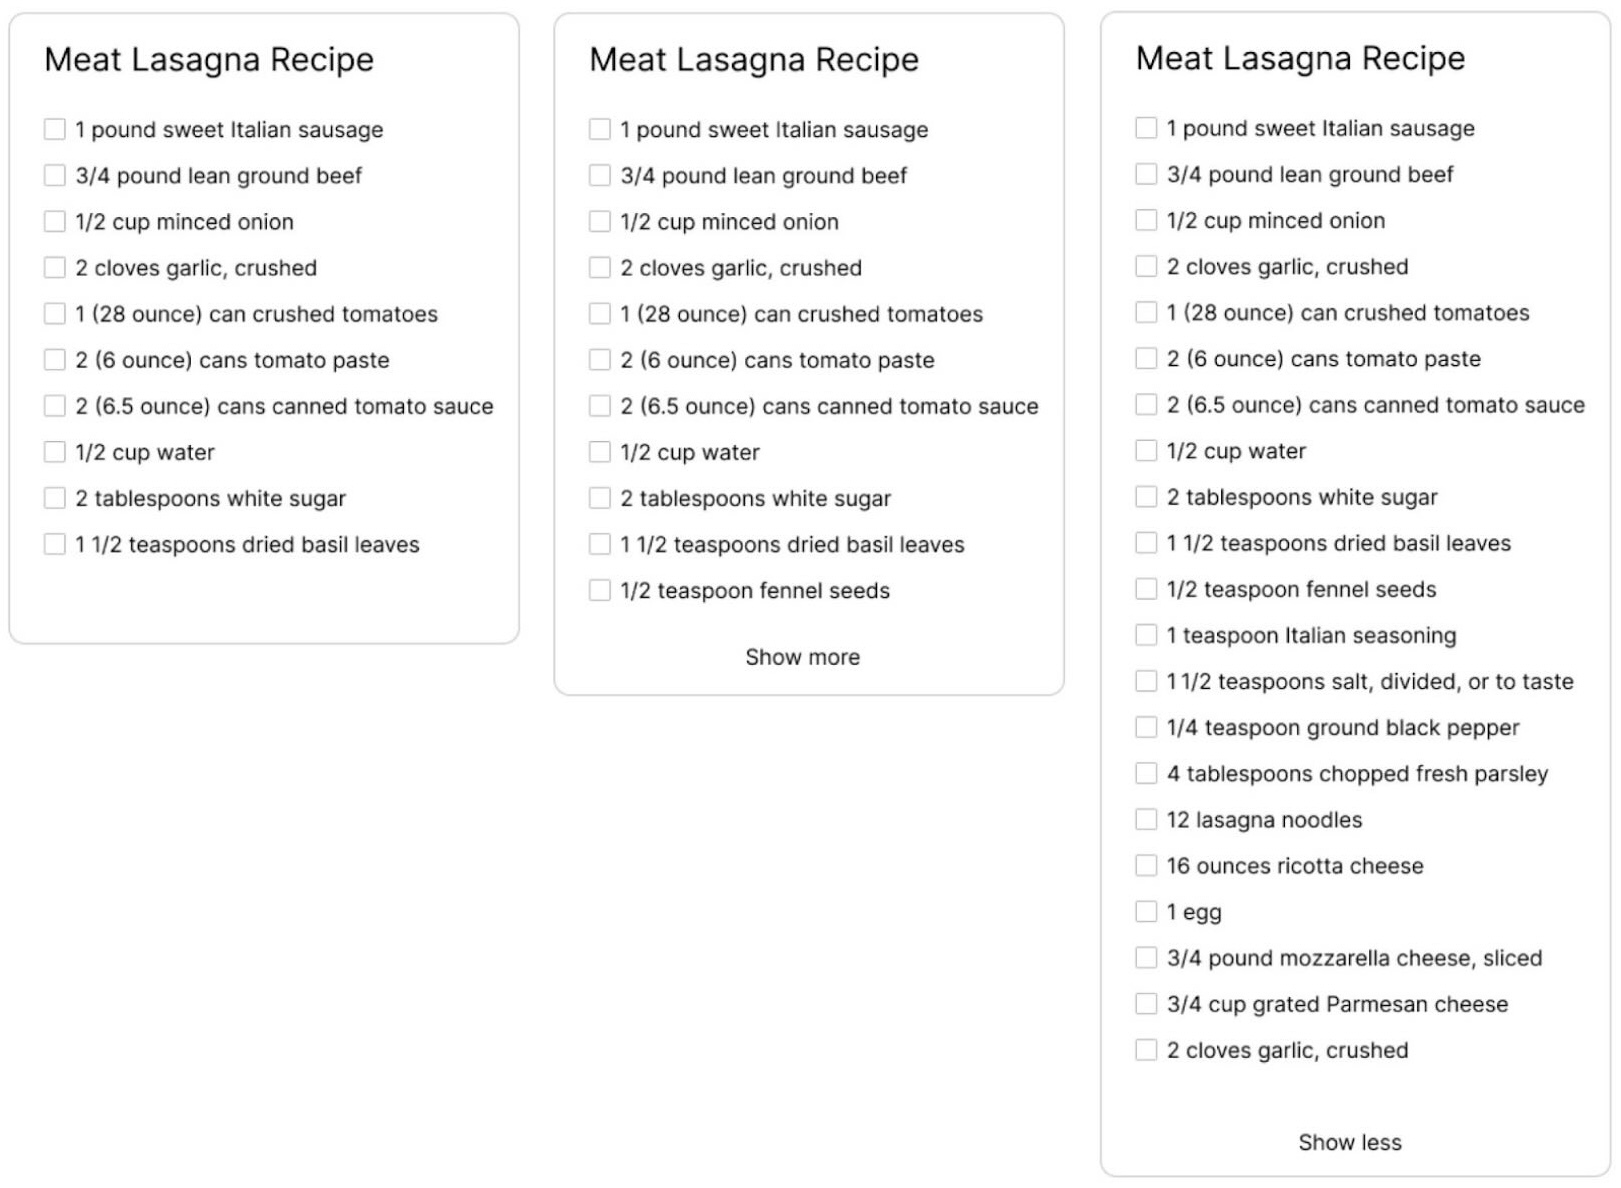 Meat Lasagna Recipe
1 pound sweet Italian sausage
3/4 pound lean ground beef
1/2 cup minced onion
2 cloves garlic, crushed
1 (28 ounce) can crushed tomatoes
2 (6 ounce) cans tomato paste
2 (6.5 ounce) cans canned tomato sauce
1/2 cup water
2 tablespoons white sugar
1 1/2 teaspoons dried basil leaves
Meat Lasagna Recipe
1 pound sweet Italian sausage
3/4 pound lean ground beef
1/2 cup minced onion
2 cloves garlic, crushed
1 (28 ounce) can crushed tomatoes
2 (6 ounce) cans tomato paste
2 (6.5 ounce) cans canned tomato sauce
1/2 cup water
2 tablespoons white sugar
1 1/2 teaspoons dried basil leaves
1/2 teaspoon fennel seeds
Show more
Meat Lasagna Recipe
1 pound sweet Italian sausage
3/4 pound lean ground beef
1/2 cup minced onion
2 cloves garlic, crushed
1 (28 ounce) can crushed tomatoes
2 (6 ounce) cans tomato paste
2 (6.5 ounce) cans canned tomato sauce
1/2 cup water
2 tablespoons white sugar
1 1/2 teaspoons dried basil leaves
1/2 teaspoon fennel seeds
1 teaspoon Italian seasoning
1 1/2 teaspoons salt, divided, or to taste
1/4 teaspoon ground black pepper
4 tablespoons chopped fresh parsley
12 lasagna noodles
16 ounces ricotta cheese
1 egg
3/4 pound mozzarella cheese, sliced
3/4 cup grated Parmesan cheese
2 cloves garlic, crushed
Show less